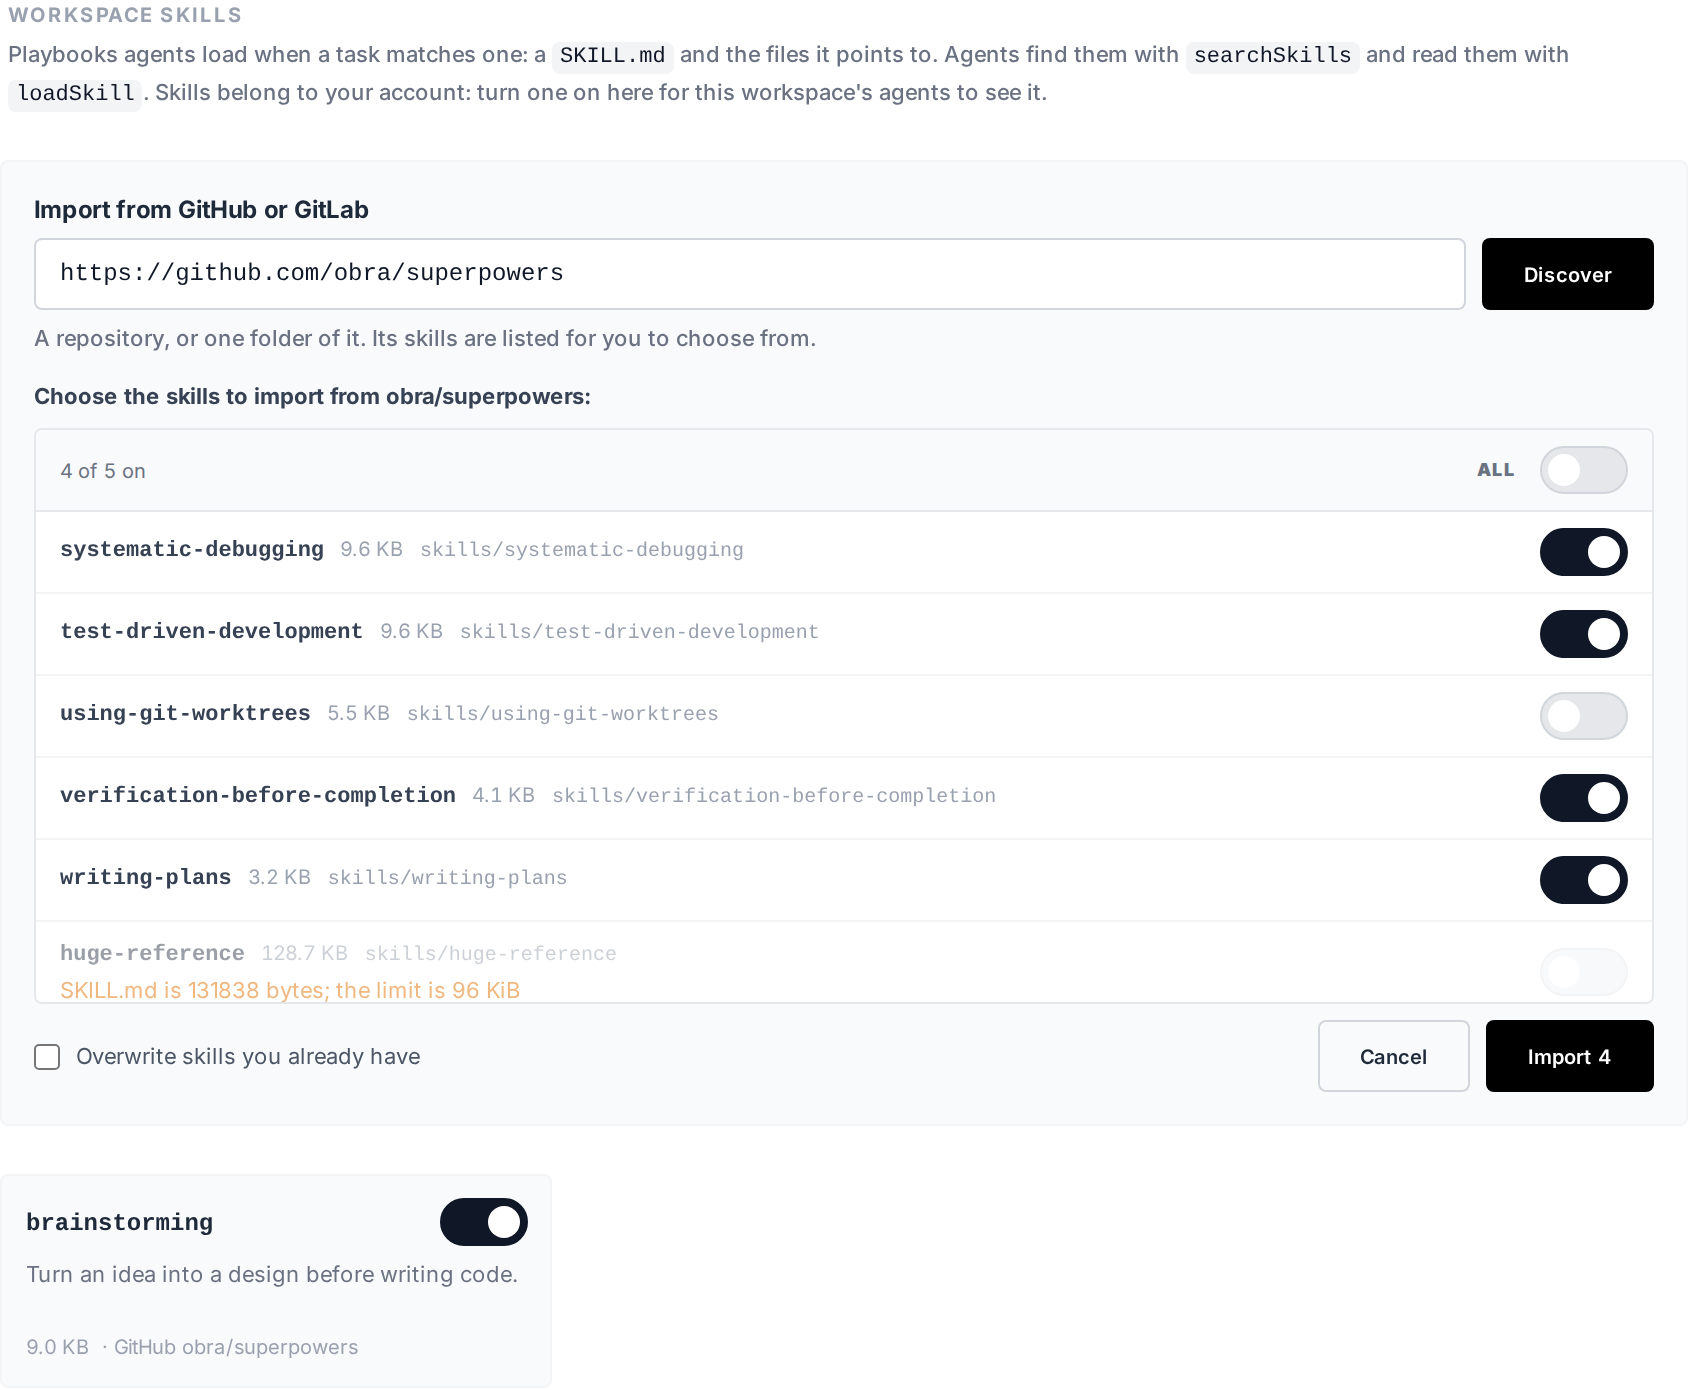 WORKSPACE SKILLS
Playbooks agents load when a task matches one: a SKILL.md and the files it points to. Agents find them with searchSkills and read them with
loadSkill. Skills belong to your account: turn one on here for this workspace's agents to see it.
Import from GitHub or GitLab
https://github.com/obra/superpowers
Discover
A repository, or one folder of it. Its skills are listed for you to choose from.
Choose the skills to import from obra/superpowers:
4 of 5 on ALL
systematic-debugging 9.6 KB skills/systematic-debugging
test-driven-development 9.6 KB skills/test-driven-development
using-git-worktrees 5.5 KB skills/using-git-worktrees
verification-before-completion 4.1 KB skills/verification-before-completion
writing-plans 3.2 KB skills/writing-plans
huge-reference 128.7 KB skills/huge-reference
SKILL.md is 131838 bytes; the limit is 96 KiB
Overwrite skills you already have
Cancel
Import 4
brainstorming
Turn an idea into a design before writing code.
9.0 KB · GitHub obra/superpowers